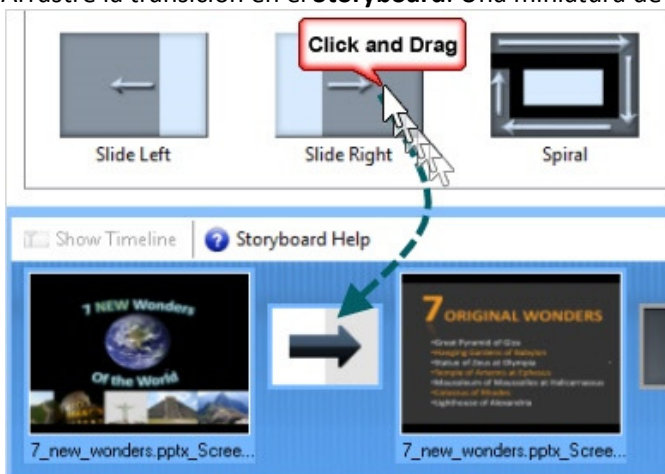 Arrastre la transición en el Storyboard. Una miniatura de
Click and Drag
Slide Left
Slide Right
Spiral
Show Timeline
Storyboard Help
7 NEW Wonders
Of the World
7 ORIGINAL WONDERS
•Great Pyramid of Giza
•Hanging Gardens of Babylon
•Statue of Zeus at Olympia
•Temple of Artemis at Ephesus
•Mausoleum of Maussollos at Halicarnassus
•Colossus of Rhodes
•Lighthouse of Alexandria
7_new_wonders.pptx_Scree...
7_new_wonders.pptx_Scree...